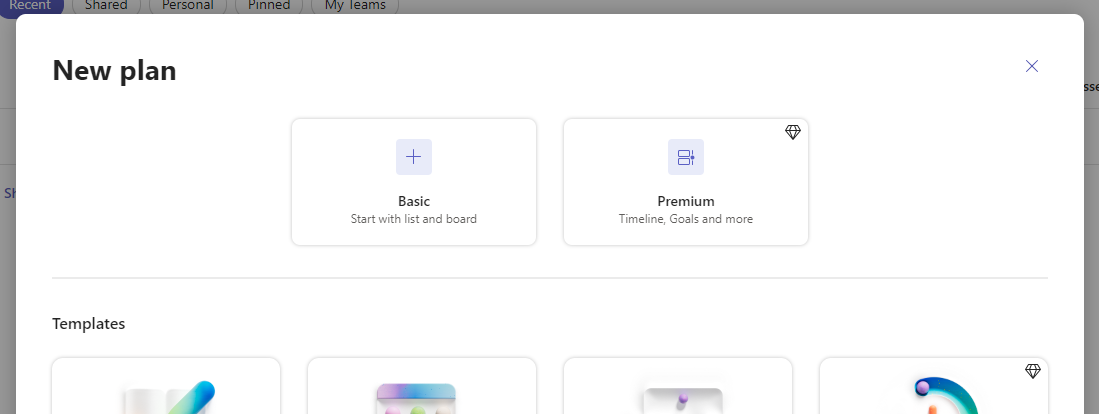 Recent Shared Personal Pinned My Teams
New plan
Basic
Start with list and board
Premium
Timeline, Goals and more
Templates